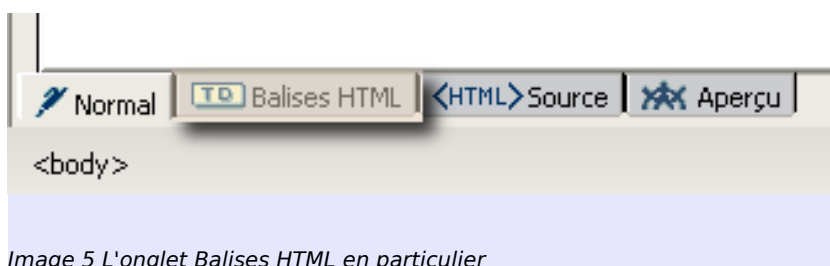 Normal TD Balises HTML <HTML> Source Aperçu
<body>
Image 5 L'onglet Balises HTML en particulier